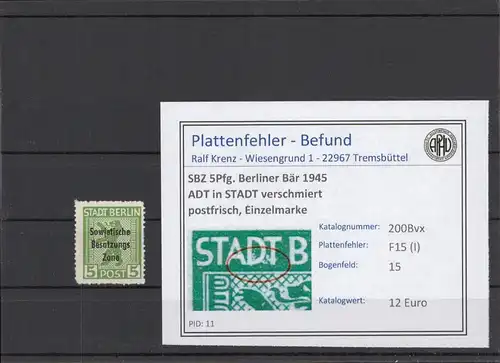 STADT BERLIN
Sowjetische
Besatzungs
Zone
5 POST 5
Plattenfehler - Befund
Ralf Krenz - Wiesengrund 1 - 22967 Tremsbüttel
SBZ 5Pfg. Berliner Bär 1945
ADT in STADT verschmiert
postfrisch, Einzelmarke
STADT B
Katalognummer: 200Bvx
Plattenfehler: F15 (I)
Bogenfeld: 15
Katalogwert: 12 Euro
PID: 11